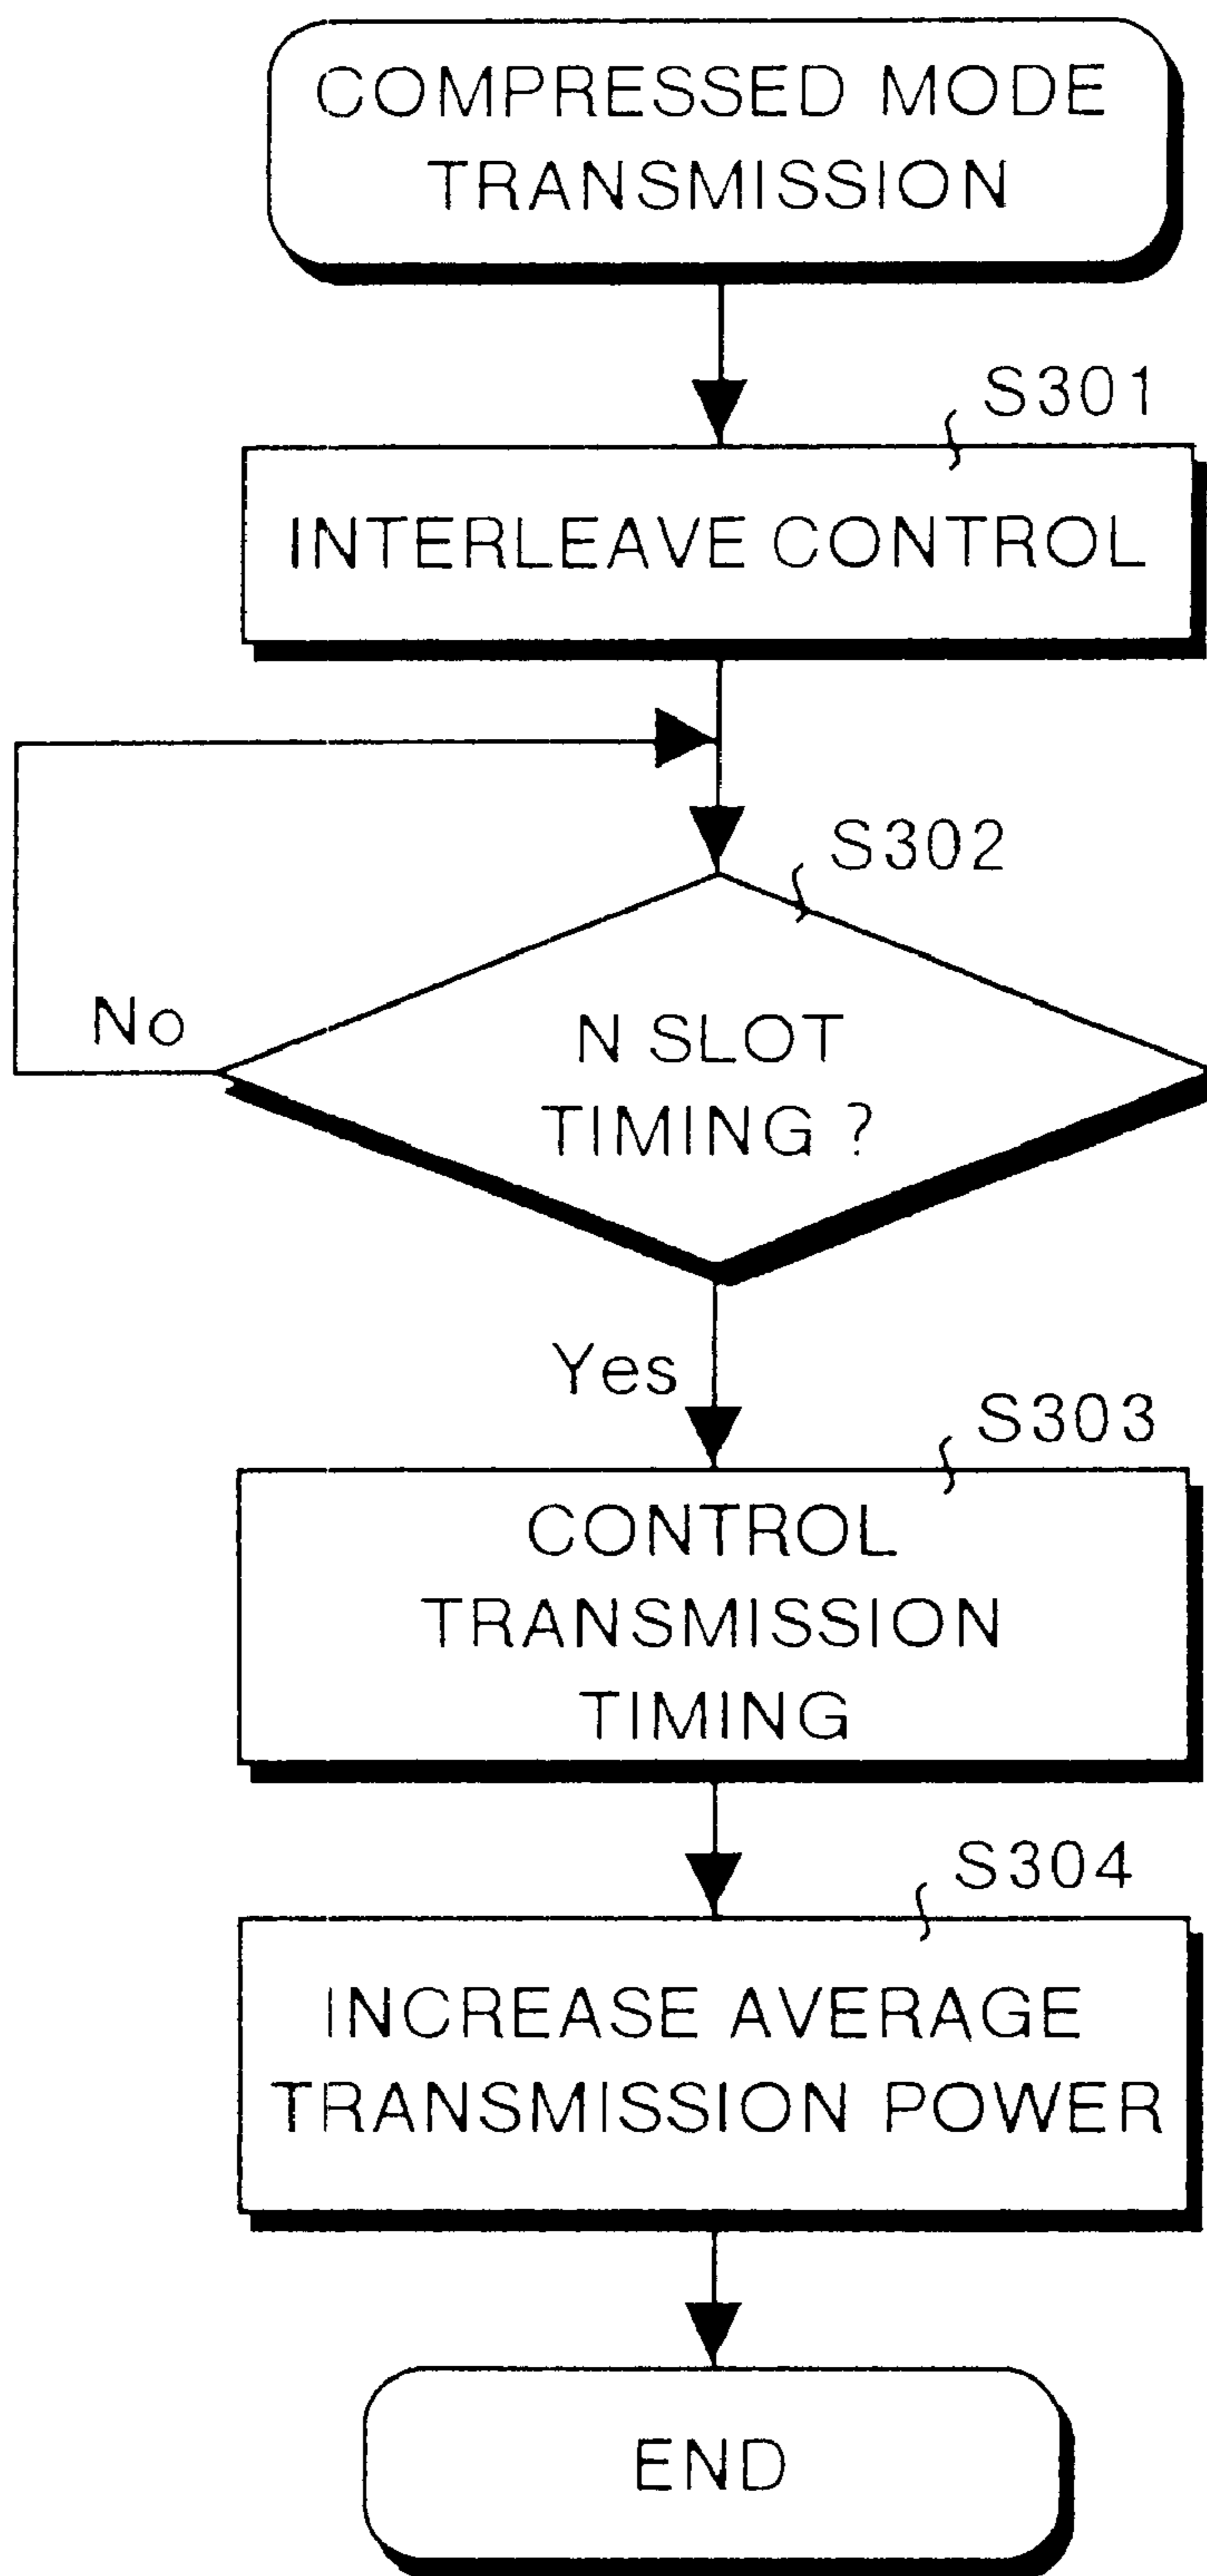 COMPRESSED MODE
TRANSMISSION
S301
INTERLEAVE CONTROL
S302
No
N SLOT
TIMING ?
Yes
S303
CONTROL
TRANSMISSION
TIMING
S304
INCREASE AVERAGE
TRANSMISSION POWER
END